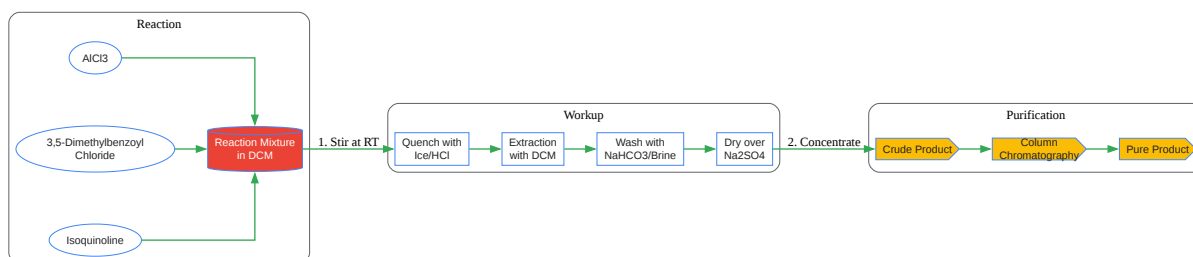 Reaction
AlCl3
3,5-Dimethylbenzoyl
Chloride
Isoquinoline
Reaction Mixture
in DCM
1. Stir at RT
Workup
Quench with
Ice/HCl
Extraction
with DCM
Wash with
NaHCO3/Brine
Dry over
Na2SO4
2. Concentrate
Purification
Crude Product
Column
Chromatography
Pure Product